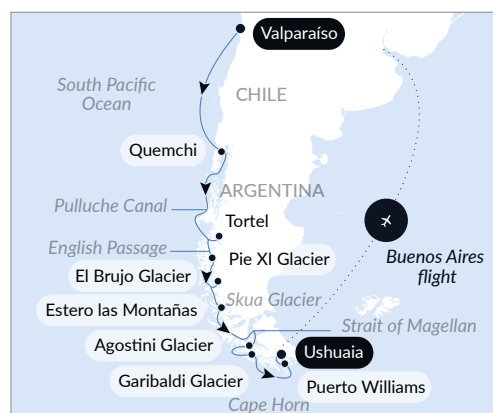 Valparaíso
South Pacific
Ocean
CHILE
Quemchi
ARGENTINA
Pulluche Canal
Tortel
English Passage
Pie XI Glacier
Buenos Aires
flight
El Brujo Glacier
Skua Glacier
Estero las Montañas
Strait of Magellan
Agostini Glacier
Ushuaia
Garibaldi Glacier
Puerto Williams
Cape Horn